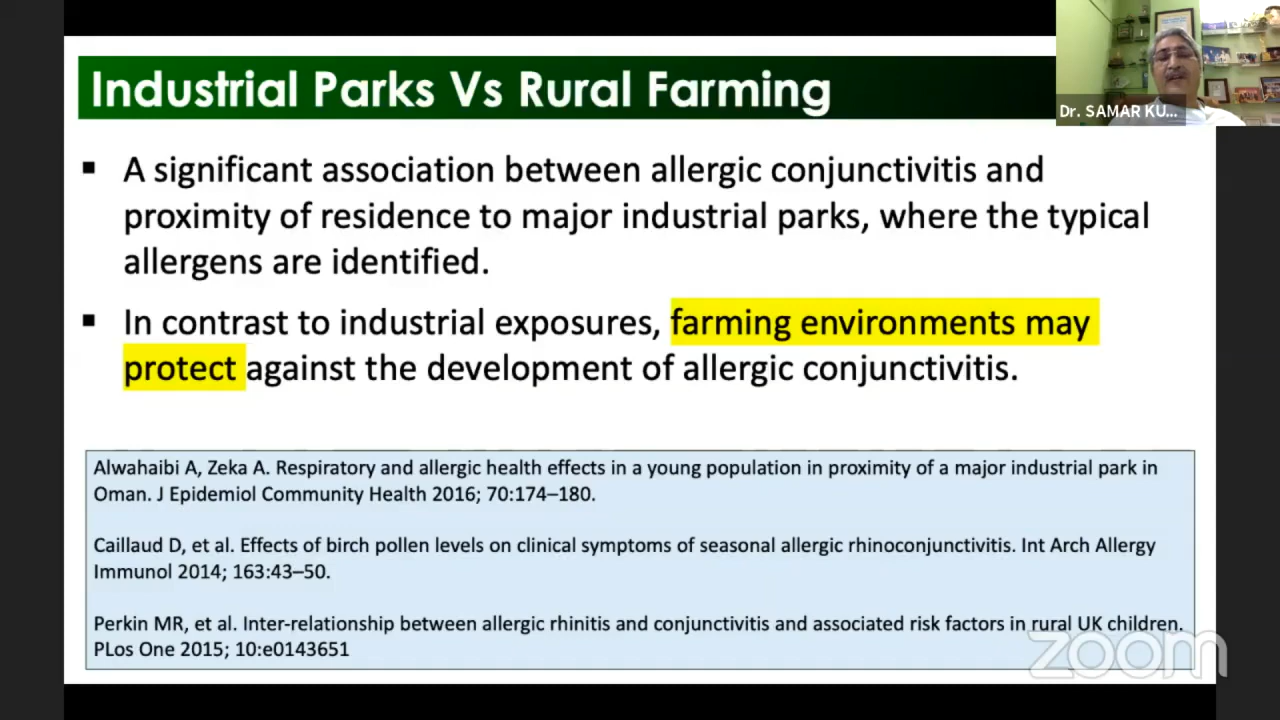 Industrial Parks Vs Rural Farming
Dr. SAMAR KU...
▪ A significant association between allergic conjunctivitis and
proximity of residence to major industrial parks, where the typical
allergens are identified.
▪ In contrast to industrial exposures, farming environments may
protect against the development of allergic conjunctivitis.
Alwahaibi A, Zeka A. Respiratory and allergic health effects in a young population in proximity of a major industrial park in
Oman. J Epidemiol Community Health 2016; 70:174–180.
Caillaud D, et al. Effects of birch pollen levels on clinical symptoms of seasonal allergic rhinoconjunctivitis. Int Arch Allergy
Immunol 2014; 163:43–50.
Perkin MR, et al. Inter-relationship between allergic rhinitis and conjunctivitis and associated risk factors in rural UK children.
PLos One 2015; 10:e0143651
zoom